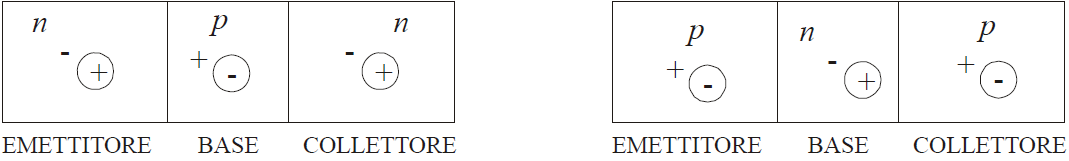 n p n
- + - + - +
EMETTITORE BASE COLLETTORE
p n p
+ - - + + -
EMETTITORE BASE COLLETTORE